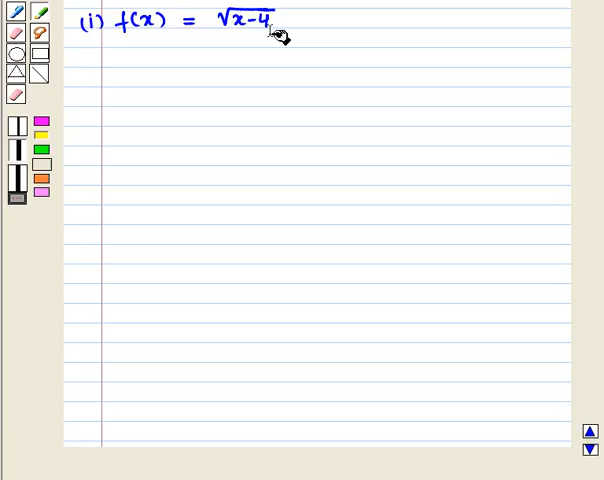 (i) f(x) = √x-4